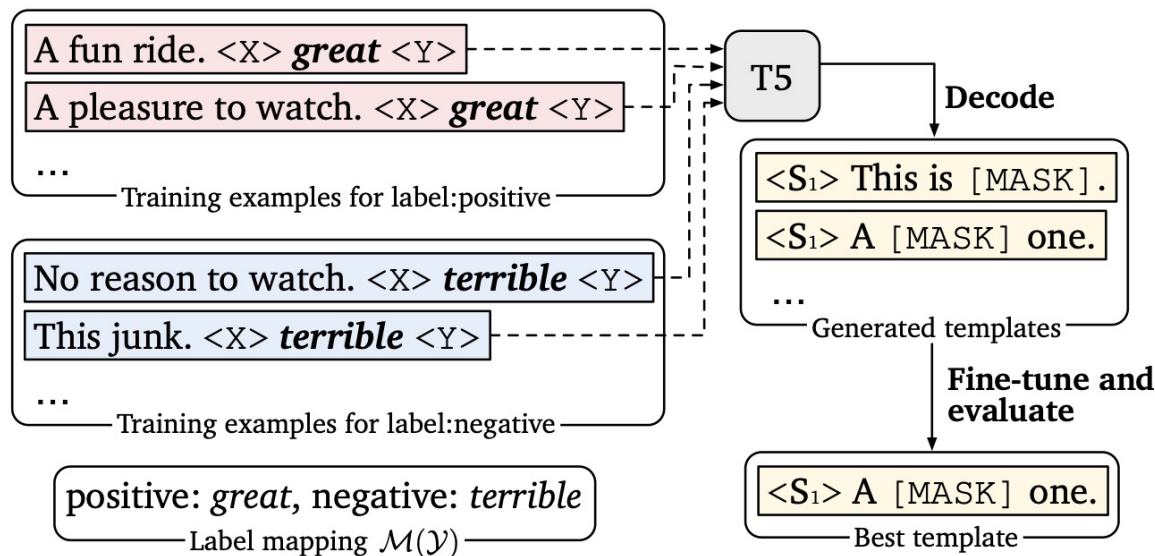 A fun ride. <X> great <Y>
A pleasure to watch. <X> great <Y>
...
Training examples for label:positive
No reason to watch. <X> terrible <Y>
This junk. <X> terrible <Y>
...
Training examples for label:negative
positive: great, negative: terrible
Label mapping M(Y)
T5
Decode
<S₁> This is [MASK].
<S₁> A [MASK] one.
...
Generated templates
Fine-tune and
evaluate
<S₁> A [MASK] one.
Best template